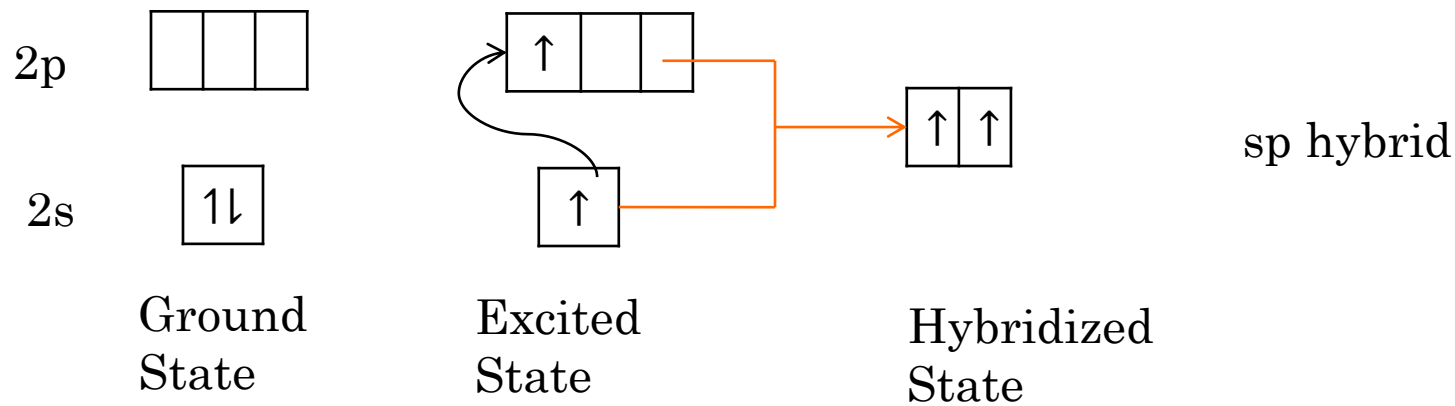 2p
↑
↑ ↑
sp hybrid
2s
↿⇂
↑
Ground
State
Excited
State
Hybridized
State